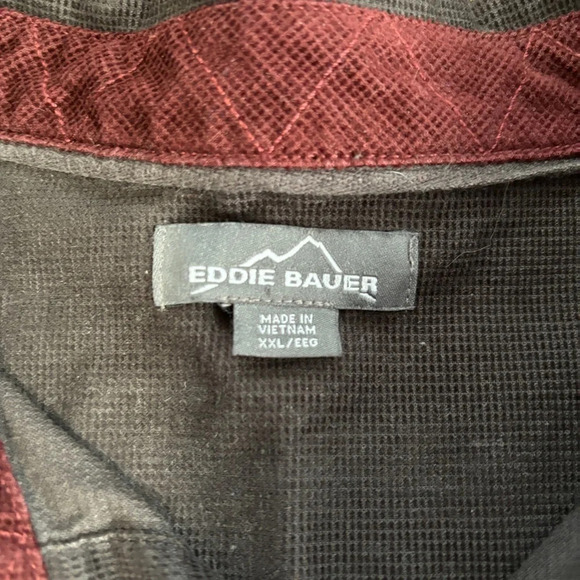 EDDIE BAUER
MADE IN
VIETNAM
XXL/EEG